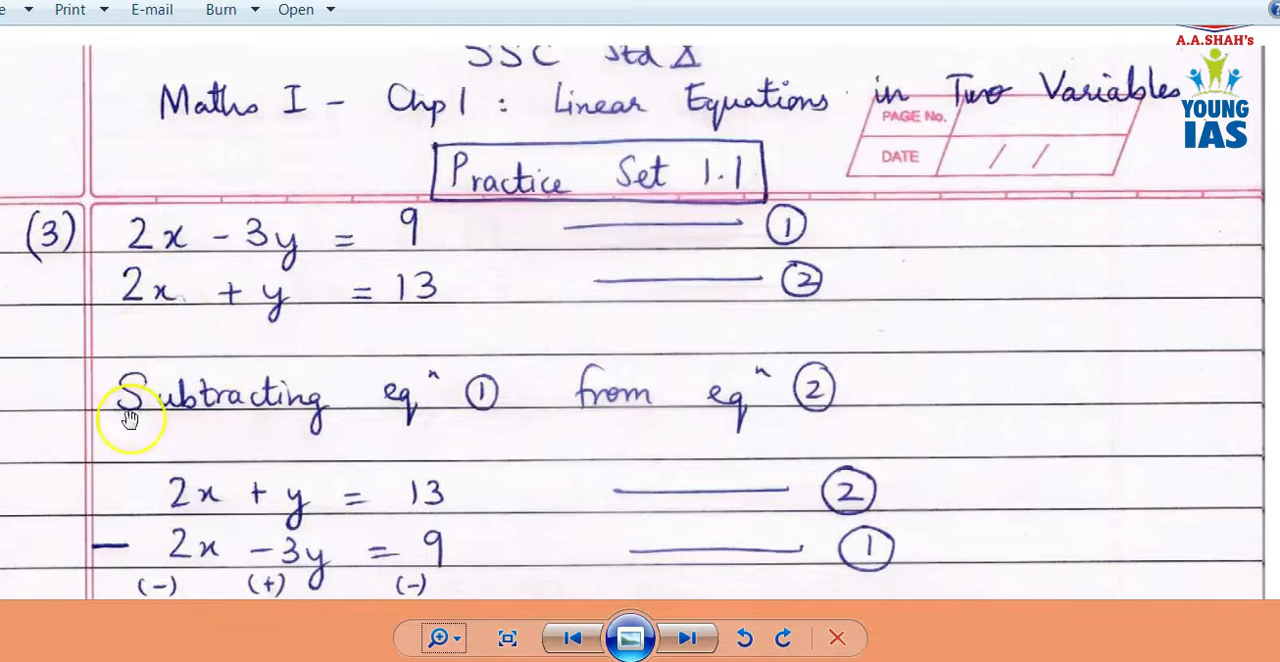 Print E-mail Burn Open
A.A.SHAH's
YOUNG
IAS
SSC Std X
Maths I - Chp 1 : Linear Equations in Two Variables
PAGE No.
DATE / /
Practice Set 1.1
(3) 2x - 3y = 9 ——— ①
2x + y = 13 ——— ②
Subtracting eqⁿ ① from eqⁿ ②
2x + y = 13 ——— ②
- 2x - 3y = 9 ——— ①
(-) (+) (-)